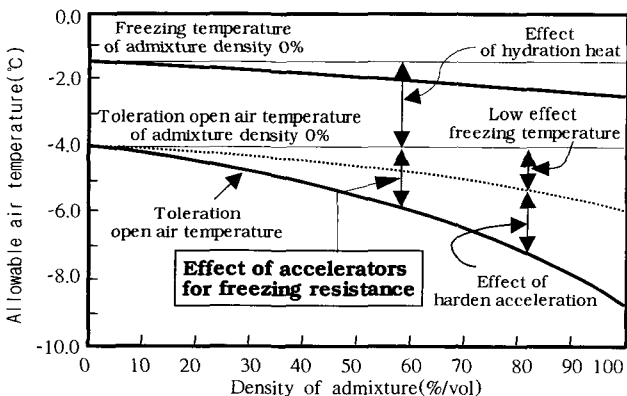 0.0
-2.0
-4.0
-6.0
-8.0
-10.0
Allowable air temperature(℃)
Freezing temperature
of admixture density 0%
Effect
of hydration heat
Toleration open air temperature
of admixture density 0%
Low effect
freezing temperature
Toleration
open air temperature
Effect of accelerators
for freezing resistance
Effect of
harden acceleration
0 10 20 30 40 50 60 70 80 90 100
Density of admixture(%/vol)